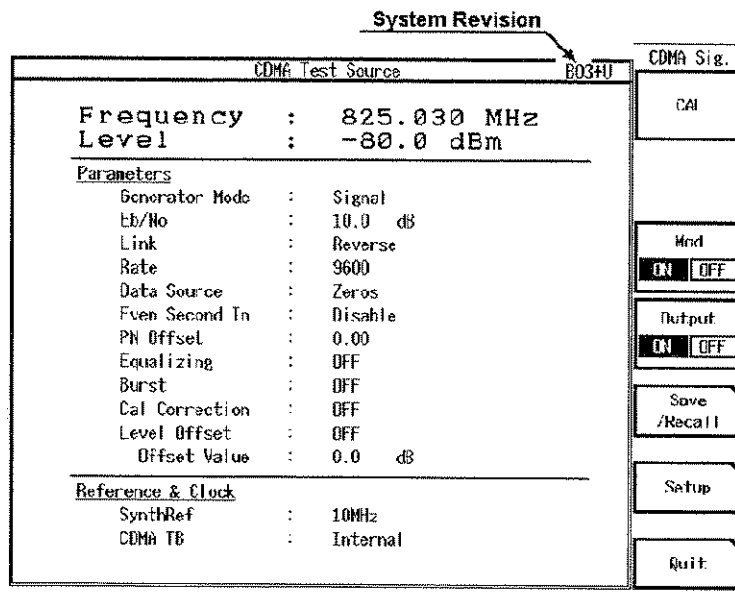 System Revision
CDMA Test Source B03+U
Frequency : 825.030 MHz
Level : -80.0 dBm
Parameters
Generator Mode : Signal
Eb/No : 10.0 dB
Link : Reverse
Rate : 9600
Data Source : Zeros
Even Second In : Disable
PN Offset : 0.00
Equalizing : OFF
Burst : OFF
Cal Correction : OFF
Level Offset : OFF
Offset Value : 0.0 dB
Reference & Clock
SynthRef : 10MHz
CDMA TB : Internal
CDMA Sig.
CAL
Mod
ON OFF
Output
ON OFF
Save
/Recall
Setup
Quit